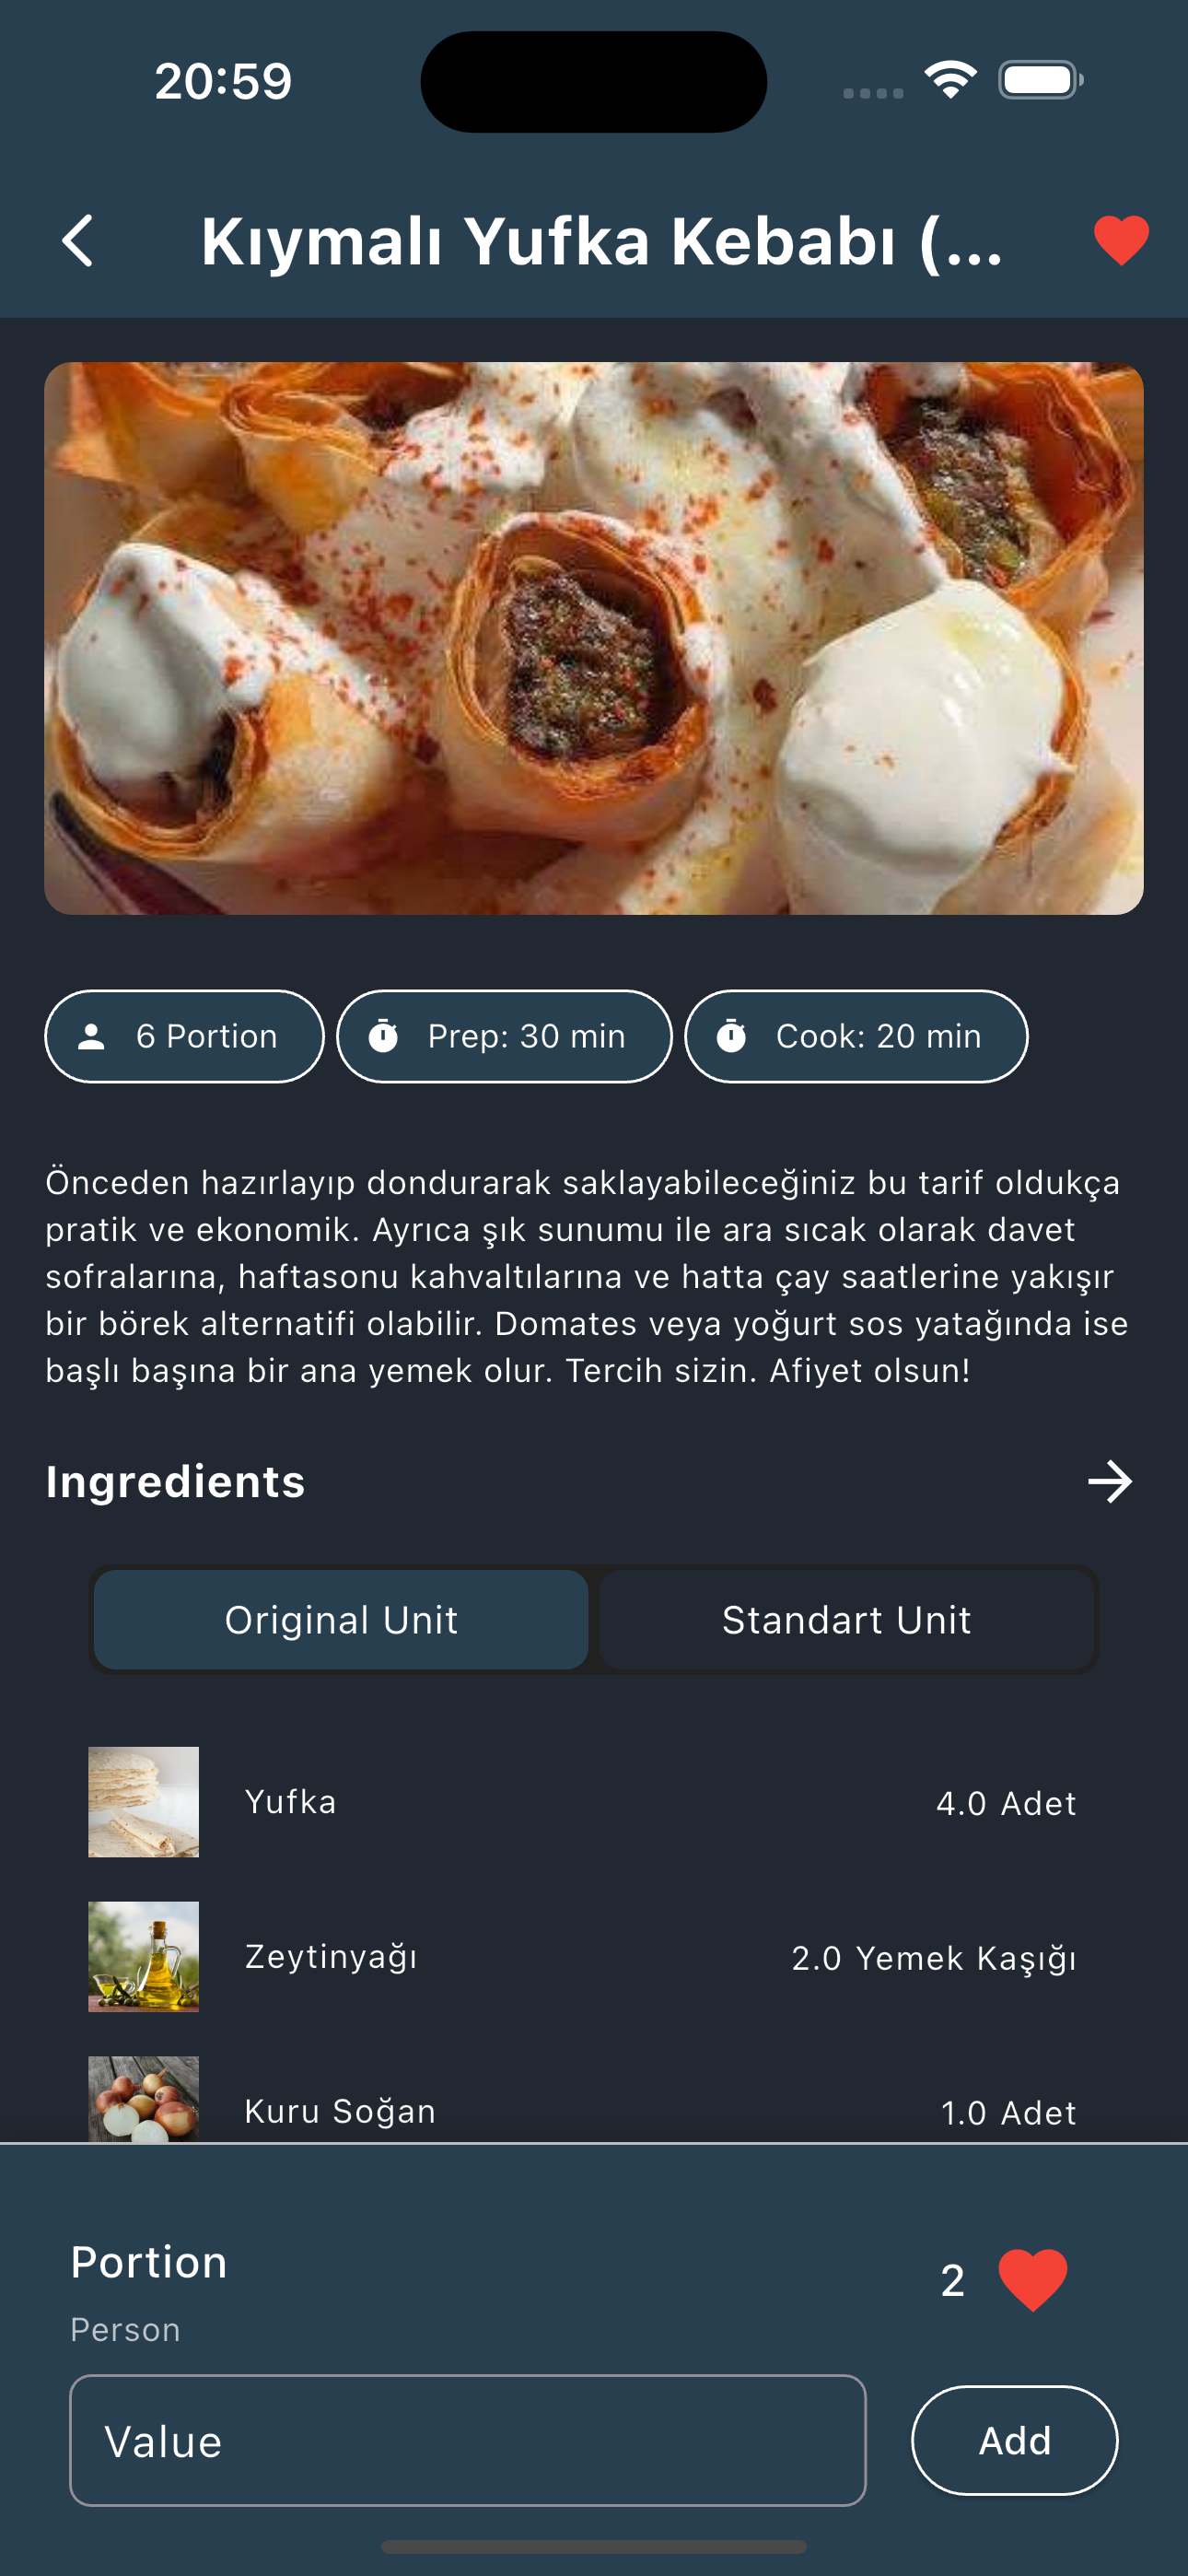 20:59
Kıymalı Yufka Kebabı (...
6 Portion
Prep: 30 min
Cook: 20 min
Önceden hazırlayıp dondurarak saklayabileceğiniz bu tarif oldukça
pratik ve ekonomik. Ayrıca şık sunumu ile ara sıcak olarak davet
sofralarına, haftasonu kahvaltılarına ve hatta çay saatlerine yakışır
bir börek alternatifi olabilir. Domates veya yoğurt sos yatağında ise
başlı başına bir ana yemek olur. Tercih sizin. Afiyet olsun!
Ingredients
Original Unit
Standart Unit
Yufka
4.0 Adet
Zeytinyağı
2.0 Yemek Kaşığı
Kuru Soğan
1.0 Adet
Portion
2
Person
Value
Add